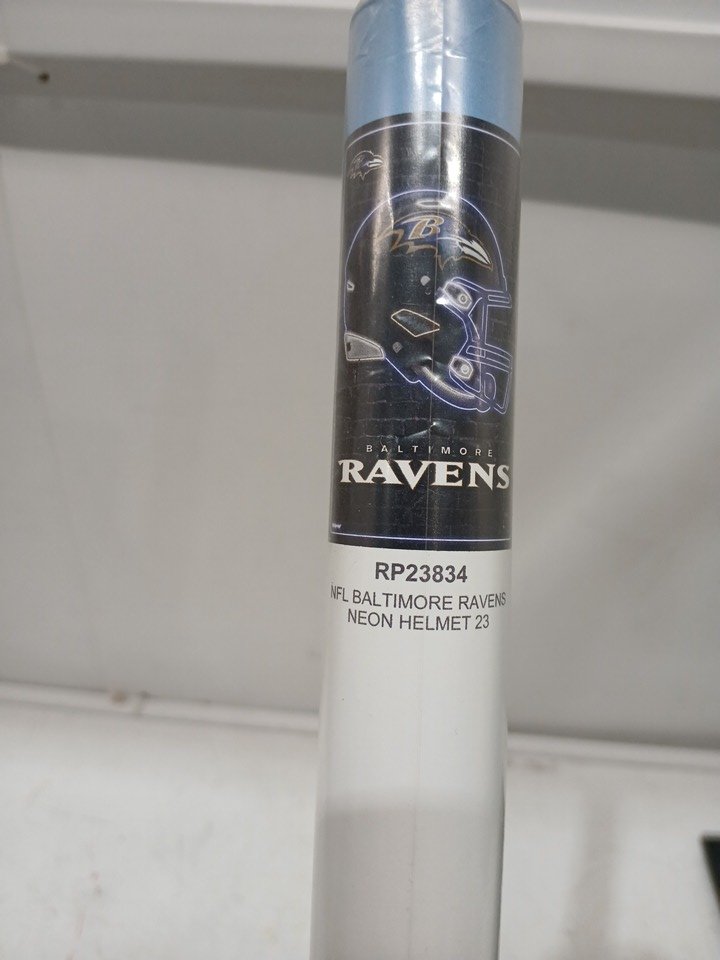 B
BALTIMORE
RAVENS
RP23834
NFL BALTIMORE RAVENS
NEON HELMET 23